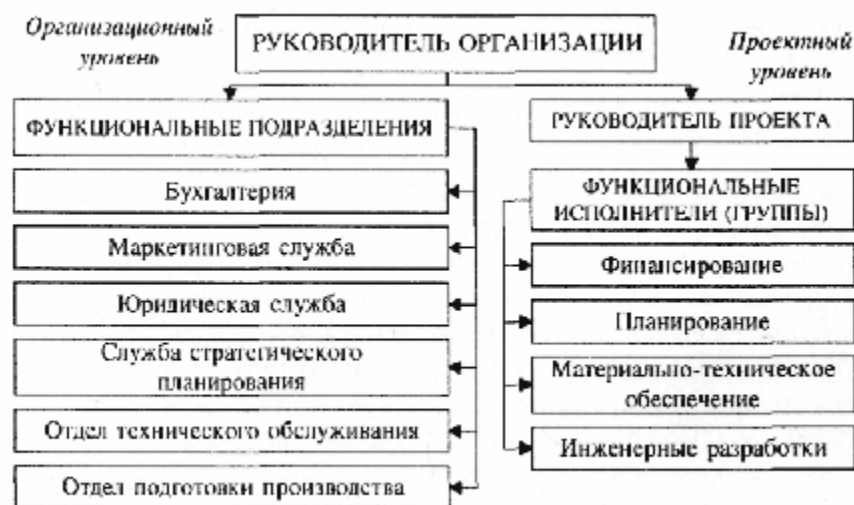 Организационный
уровень
РУКОВОДИТЕЛЬ ОРГАНИЗАЦИИ
Проектный
уровень
ФУНКЦИОНАЛЬНЫЕ ПОДРАЗДЕЛЕНИЯ
Бухгалтерия
Маркетинговая служба
Юридическая служба
Служба стратегического
планирования
Отдел технического обслуживания
Отдел подготовки производства
РУКОВОДИТЕЛЬ ПРОЕКТА
ФУНКЦИОНАЛЬНЫЕ
ИСПОЛНИТЕЛИ (ГРУППЫ)
Финансирование
Планирование
Материально-техническое
обеспечение
Инженерные разработки